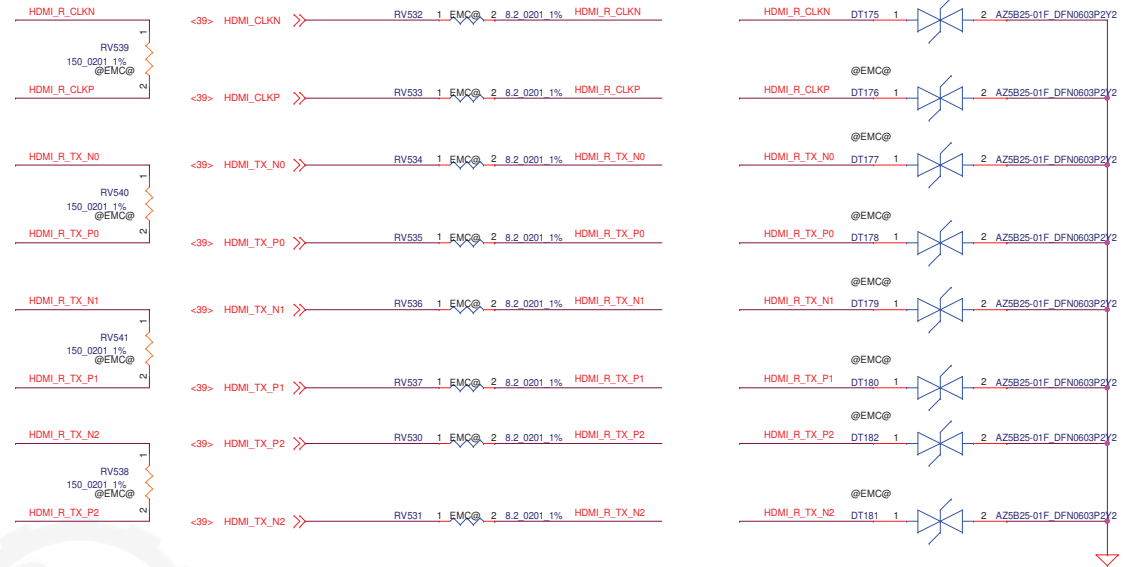 HDMI_R_CLKN
1
RV539
150_0201_1%
@EMC@
2
HDMI_R_CLKP
HDMI_R_TX_N0
1
RV540
150_0201_1%
@EMC@
2
HDMI_R_TX_P0
HDMI_R_TX_N1
1
RV541
150_0201_1%
@EMC@
2
HDMI_R_TX_P1
HDMI_R_TX_N2
1
RV538
150_0201_1%
@EMC@
2
HDMI_R_TX_P2
<39> HDMI_CLKN RV532 1 EMC@ 2 8.2_0201_1% HDMI_R_CLKN
<39> HDMI_CLKP RV533 1 EMC@ 2 8.2_0201_1% HDMI_R_CLKP
<39> HDMI_TX_N0 RV534 1 EMC@ 2 8.2_0201_1% HDMI_R_TX_N0
<39> HDMI_TX_P0 RV535 1 EMC@ 2 8.2_0201_1% HDMI_R_TX_P0
<39> HDMI_TX_N1 RV536 1 EMC@ 2 8.2_0201_1% HDMI_R_TX_N1
<39> HDMI_TX_P1 RV537 1 EMC@ 2 8.2_0201_1% HDMI_R_TX_P1
<39> HDMI_TX_P2 RV530 1 EMC@ 2 8.2_0201_1% HDMI_R_TX_P2
<39> HDMI_TX_N2 RV531 1 EMC@ 2 8.2_0201_1% HDMI_R_TX_N2
HDMI_R_CLKN DT175 1 2 AZ5B25-01F_DFN0603P2Y2
@EMC@
HDMI_R_CLKP DT176 1 2 AZ5B25-01F_DFN0603P2Y2
@EMC@
HDMI_R_TX_N0 DT177 1 2 AZ5B25-01F_DFN0603P2Y2
@EMC@
HDMI_R_TX_P0 DT178 1 2 AZ5B25-01F_DFN0603P2Y2
@EMC@
HDMI_R_TX_N1 DT179 1 2 AZ5B25-01F_DFN0603P2Y2
@EMC@
HDMI_R_TX_P1 DT180 1 2 AZ5B25-01F_DFN0603P2Y2
@EMC@
HDMI_R_TX_P2 DT182 1 2 AZ5B25-01F_DFN0603P2Y2
@EMC@
HDMI_R_TX_N2 DT181 1 2 AZ5B25-01F_DFN0603P2Y2